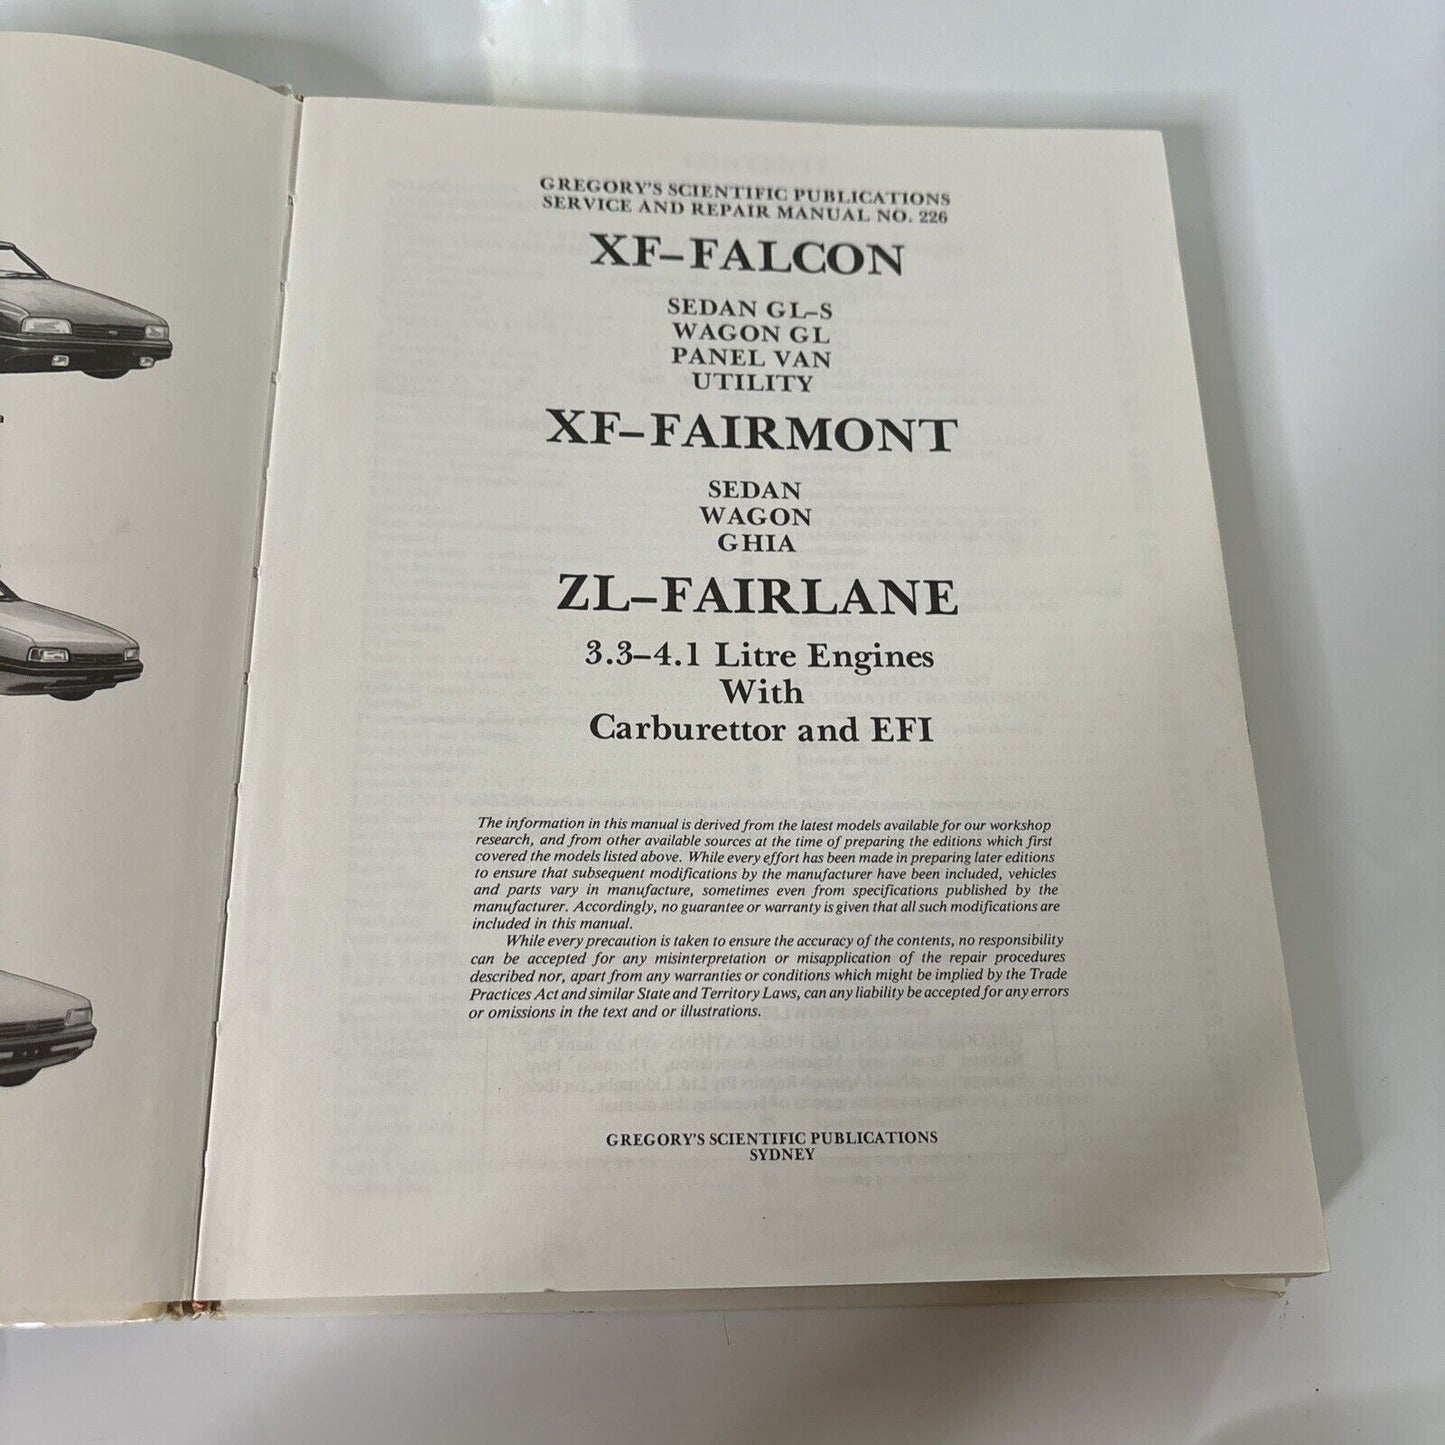 GREGORY'S SCIENTIFIC PUBLICATIONS
SERVICE AND REPAIR MANUAL NO. 226
XF–FALCON
SEDAN GL–S
WAGON GL
PANEL VAN
UTILITY
XF–FAIRMONT
SEDAN
WAGON
GHIA
ZL–FAIRLANE
3.3–4.1 Litre Engines
With
Carburettor and EFI
The information in this manual is derived from the latest models available for our workshop
research, and from other available sources at the time of preparing the editions which first
covered the models listed above. While every effort has been made in preparing later editions
to ensure that subsequent modifications by the manufacturer have been included, vehicles
and parts vary in manufacture, sometimes even from specifications published by the
manufacturer. Accordingly, no guarantee or warranty is given that all such modifications are
included in this manual.
While every precaution is taken to ensure the accuracy of the contents, no responsibility
can be accepted for any misinterpretation or misapplication of the repair procedures
described nor, apart from any warranties or conditions which might be implied by the Trade
Practices Act and similar State and Territory Laws, can any liability be accepted for any errors
or omissions in the text and or illustrations.
GREGORY'S SCIENTIFIC PUBLICATIONS
SYDNEY